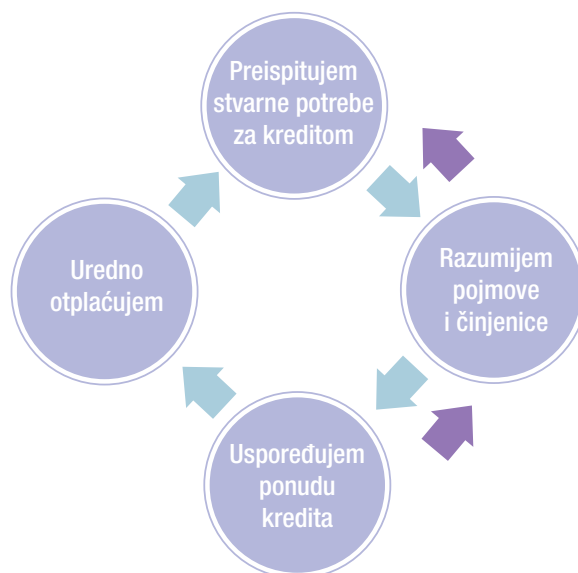 Preispitujem
stvarne potrebe
za kreditom
Razumijem
pojmove
i činjenice
Uspoređujem
ponudu
kredita
Uredno
otplaćujem